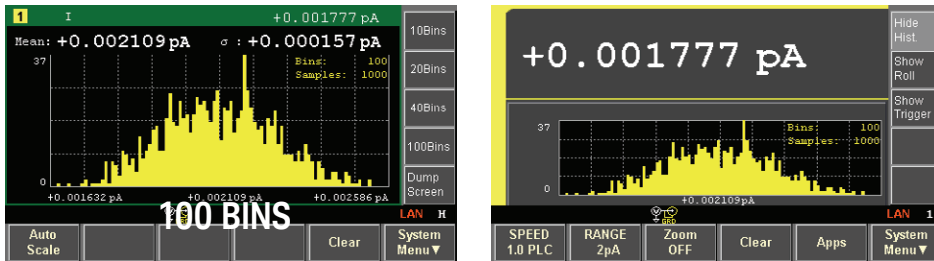 1 I +0.001777 pA
Mean: +0.002109 pA σ : +0.000157 pA
37
Bins: 100
Samples: 1000
0
+0.001632 pA +0.002109 pA +0.002586 pA
10Bins
20Bins
40Bins
100Bins
Dump
Screen
100 BINS
GRD
LAN H
Auto
Scale
Clear
System
Menu▼
+0.001777 pA
37
Bins: 100
Samples: 1000
0
+0.002109pA
Hide
Hist.
Show
Roll
Show
Trigger
GRD
LAN 1
SPEED
1.0 PLC
RANGE
2pA
Zoom
OFF
Clear
Apps
System
Menu▼